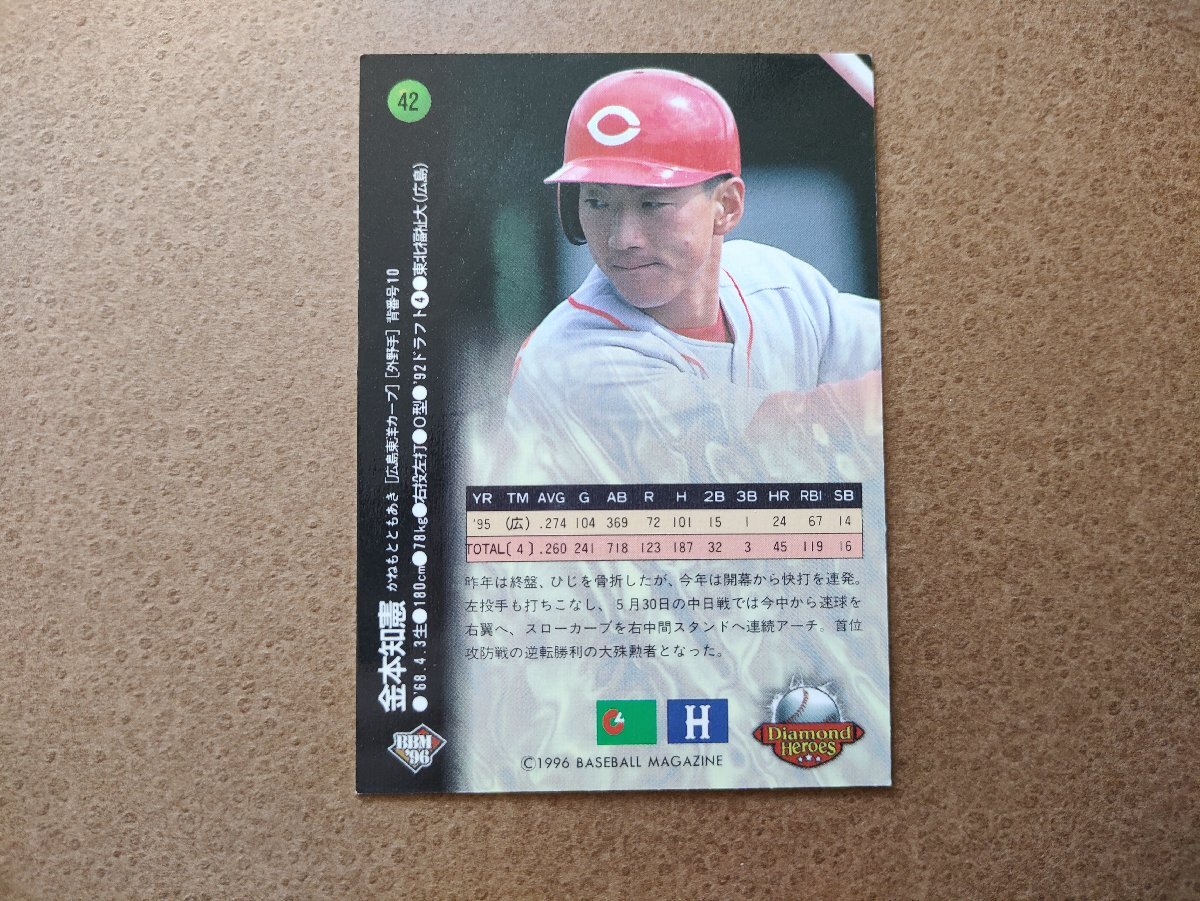 42
金本知憲 かねもとともあき [広島東洋カープ] [外野手] 背番号10
●'68.4.3生●180cm●78kg●右投左打●O型●'92ドラフト❹●東北福祉大(広島)
BBM '96
C
YR TM AVG G AB R H 2B 3B HR RBI SB
'95 (広) .274 104 369 72 101 15 1 24 67 14
TOTAL(4) .260 241 718 123 187 32 3 45 119 16
昨年は終盤、ひじを骨折したが、今年は開幕から快打を連発。
左投手も打ちこなし、5月30日の中日戦では今中から速球を
右翼へ、スローカーブを右中間スタンドへ連続アーチ。首位
攻防戦の逆転勝利の大殊勲者となった。
H
Diamond
Heroes
©1996 BASEBALL MAGAZINE